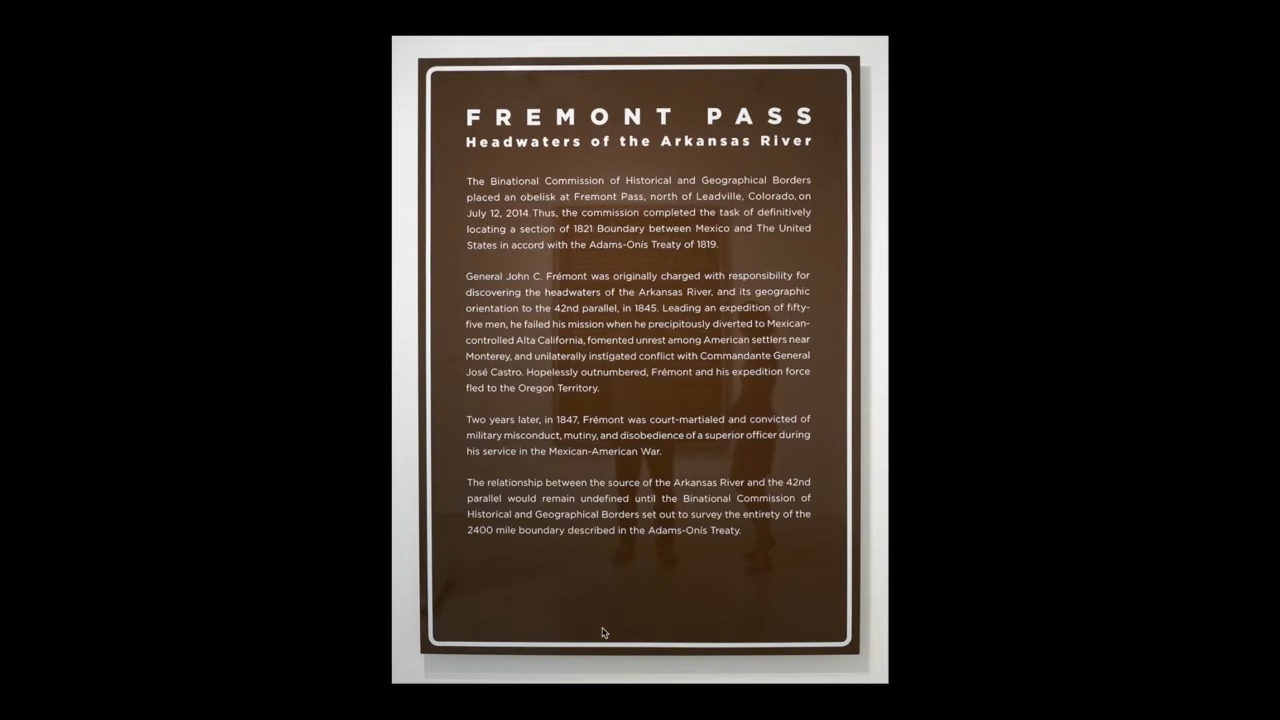 FREMONT PASS
Headwaters of the Arkansas River
The Binational Commission of Historical and Geographical Borders
placed an obelisk at Fremont Pass, north of Leadville, Colorado, on
July 12, 2014. Thus, the commission completed the task of definitively
locating a section of 1821 Boundary between Mexico and The United
States in accord with the Adams-Onís Treaty of 1819.
General John C. Frémont was originally charged with responsibility for
discovering the headwaters of the Arkansas River, and its geographic
orientation to the 42nd parallel, in 1845. Leading an expedition of fifty-
five men, he failed his mission when he precipitously diverted to Mexican-
controlled Alta California, fomented unrest among American settlers near
Monterey, and unilaterally instigated conflict with Commandante General
José Castro. Hopelessly outnumbered, Frémont and his expedition force
fled to the Oregon Territory.
Two years later, in 1847, Frémont was court-martialed and convicted of
military misconduct, mutiny, and disobedience of a superior officer during
his service in the Mexican-American War.
The relationship between the source of the Arkansas River and the 42nd
parallel would remain undefined until the Binational Commission of
Historical and Geographical Borders set out to survey the entirety of the
2400 mile boundary described in the Adams-Onís Treaty.